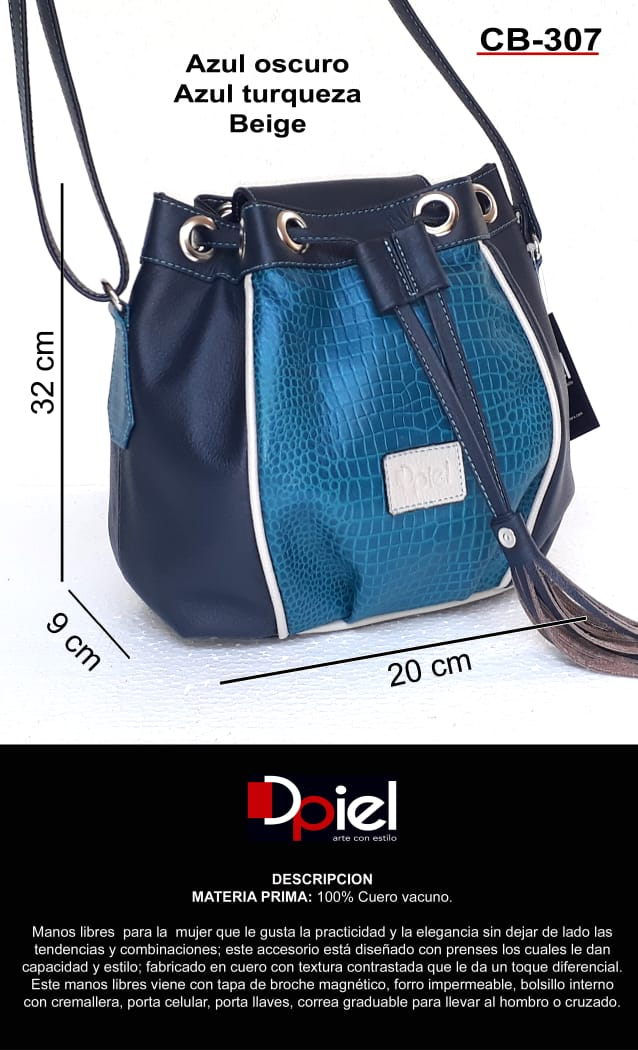 CB-307
Azul oscuro
Azul turqueza
Beige
32 cm
9 cm
20 cm
Dpiel
Dpiel
arte con estilo
DESCRIPCION
MATERIA PRIMA: 100% Cuero vacuno.
Manos libres para la mujer que le gusta la practicidad y la elegancia sin dejar de lado las
tendencias y combinaciones; este accesorio está diseñado con prenses los cuales le dan
capacidad y estilo; fabricado en cuero con textura contrastada que le da un toque diferencial.
Este manos libres viene con tapa de broche magnético, forro impermeable, bolsillo interno
con cremallera, porta celular, porta llaves, correa graduable para llevar al hombro o cruzado.